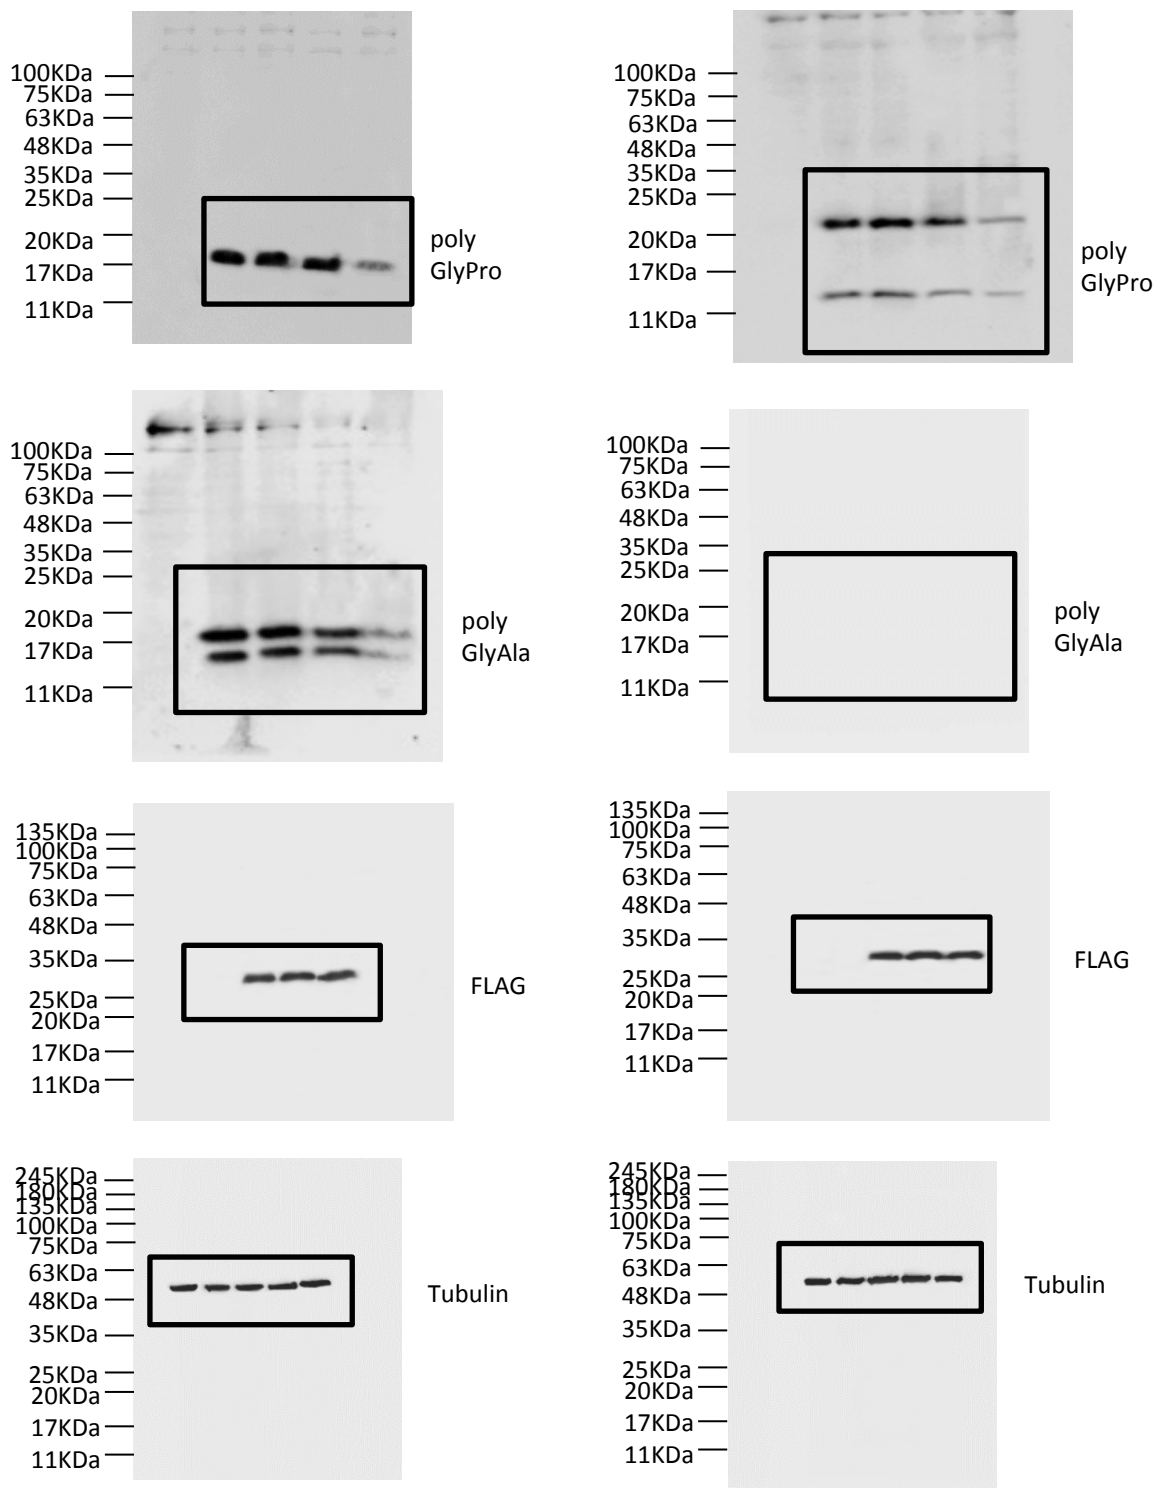 100KDa
75KDa
63KDa
48KDa
35KDa
25KDa
20KDa
17KDa
11KDa
poly
GlyPro
100KDa
75KDa
63KDa
48KDa
35KDa
25KDa
20KDa
17KDa
11KDa
poly
GlyPro
100KDa
75KDa
63KDa
48KDa
35KDa
25KDa
20KDa
17KDa
11KDa
poly
GlyAla
100KDa
75KDa
63KDa
48KDa
35KDa
25KDa
20KDa
17KDa
11KDa
poly
GlyAla
135KDa
100KDa
75KDa
63KDa
48KDa
35KDa
25KDa
20KDa
17KDa
11KDa
FLAG
135KDa
100KDa
75KDa
63KDa
48KDa
35KDa
25KDa
20KDa
17KDa
11KDa
FLAG
245KDa
180KDa
135KDa
100KDa
75KDa
63KDa
48KDa
35KDa
25KDa
20KDa
17KDa
11KDa
Tubulin
245KDa
180KDa
135KDa
100KDa
75KDa
63KDa
48KDa
35KDa
25KDa
20KDa
17KDa
11KDa
Tubulin